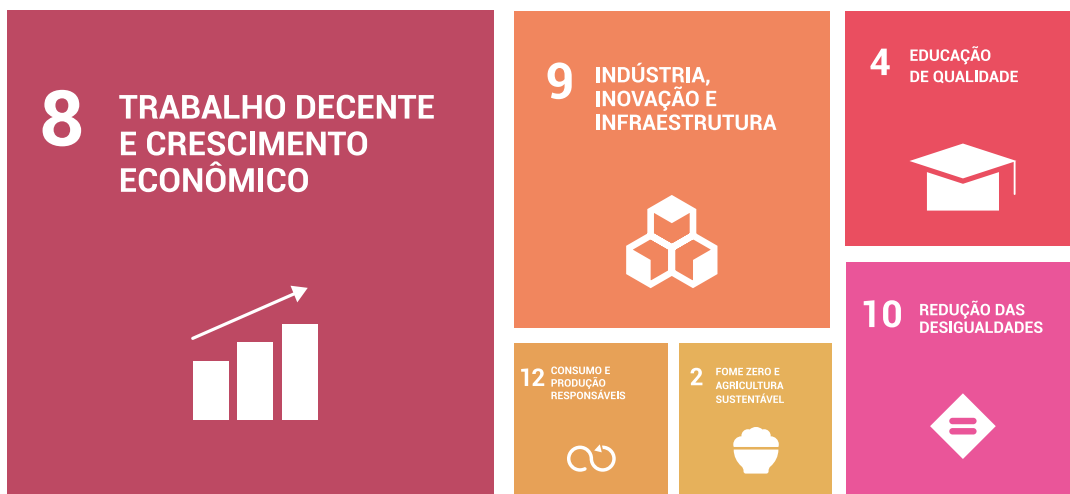 8
TRABALHO DECENTE
E CRESCIMENTO
ECONÔMICO
9
INDÚSTRIA,
INOVAÇÃO E
INFRAESTRUTURA
4
EDUCAÇÃO
DE QUALIDADE
10
REDUÇÃO DAS
DESIGUALDADES
12
CONSUMO E
PRODUÇÃO
RESPONSÁVEIS
2
FOME ZERO E
AGRICULTURA
SUSTENTÁVEL